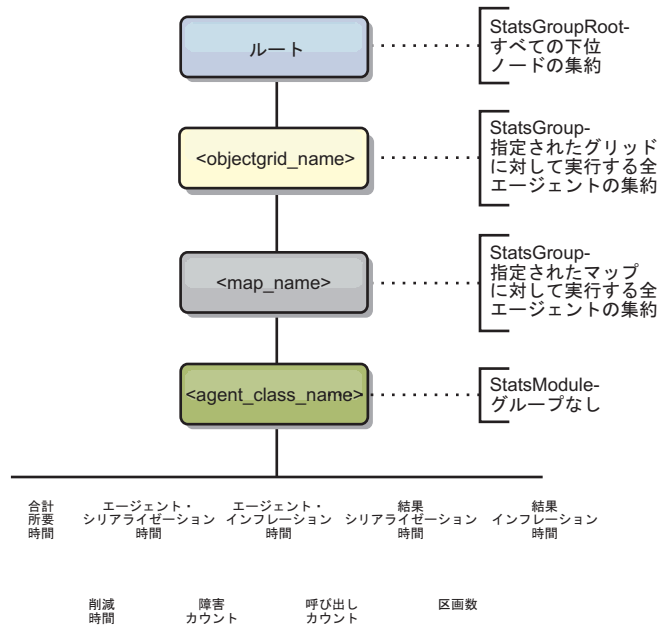 ルート
StatsGroupRoot-
すべての下位
ノードの集約
<objectgrid_name>
StatsGroup-
指定されたグリッド
に対して実行する全
エージェントの集約
<map_name>
StatsGroup-
指定されたマップ
に対して実行する全
エージェントの集約
<agent_class_name>
StatsModule-
グループなし
合計
所要
時間
エージェント・
シリアライゼーション
時間
エージェント・
インフレーション
時間
結果
シリアライゼーション
時間
結果
インフレーション
時間
削減
時間
障害
カウント
呼び出し
カウント
区画数